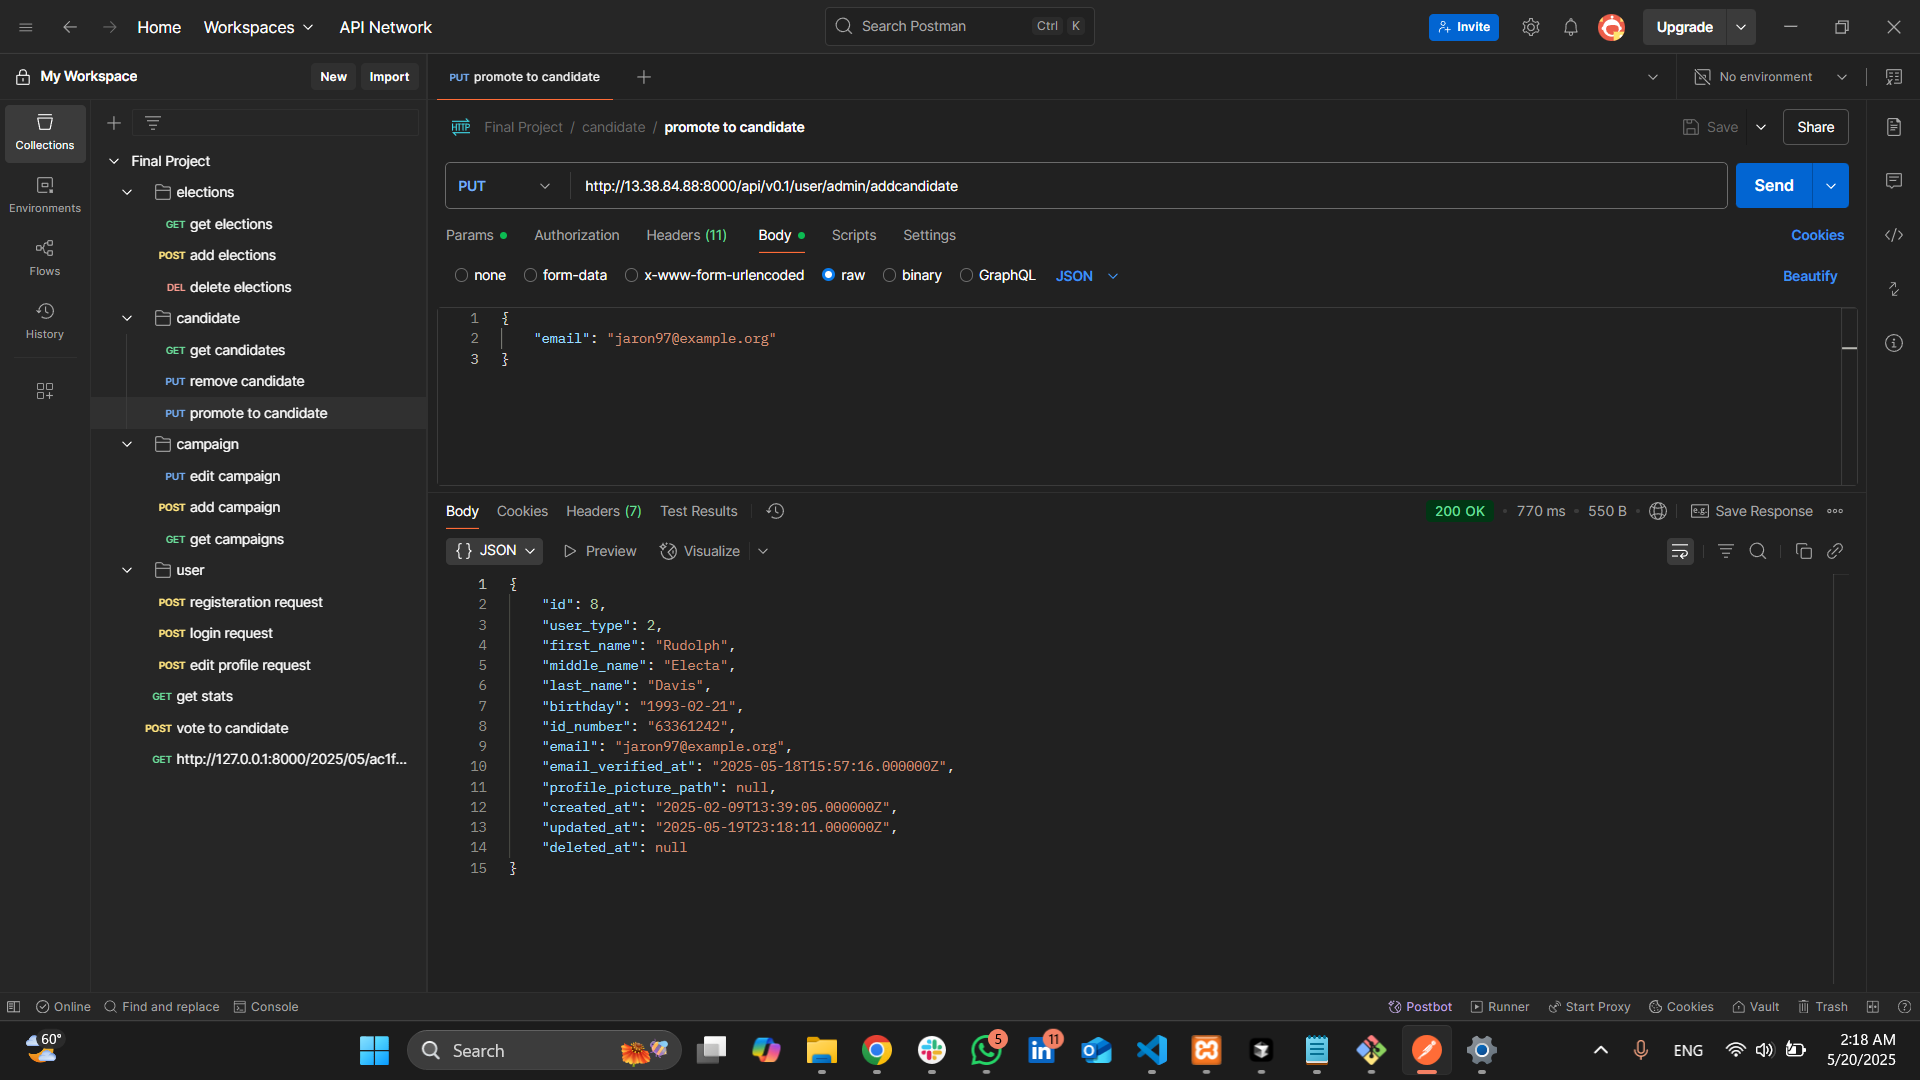 Home
Workspaces
API Network
Search Postman
Ctrl
K
Invite
Upgrade
My Workspace
New
Import
PUT promote to candidate
No environment
Collections
Environments
Flows
History
Final Project
elections
GET get elections
POST add elections
DEL delete elections
candidate
GET get candidates
PUT remove candidate
PUT promote to candidate
campaign
PUT edit campaign
POST add campaign
GET get campaigns
user
POST registeration request
POST login request
POST edit profile request
GET get stats
POST vote to candidate
GET http://127.0.0.1:8000/2025/05/ac1f...
HTTP Final Project / candidate / promote to candidate
Save
Share
PUT
http://13.38.84.88:8000/api/v0.1/user/admin/addcandidate
Send
Params
Authorization
Headers (11)
Body
Scripts
Settings
Cookies
none
form-data
x-www-form-urlencoded
raw
binary
GraphQL
JSON
Beautify
1 {
2 "email": "jaron97@example.org"
3 }
Body
Cookies
Headers (7)
Test Results
200 OK
770 ms
550 B
e.g. Save Response
{} JSON
Preview
Visualize
1 {
2 "id": 8,
3 "user_type": 2,
4 "first_name": "Rudolph",
5 "middle_name": "Electa",
6 "last_name": "Davis",
7 "birthday": "1993-02-21",
8 "id_number": "63361242",
9 "email": "jaron97@example.org",
10 "email_verified_at": "2025-05-18T15:57:16.000000Z",
11 "profile_picture_path": null,
12 "created_at": "2025-02-09T13:39:05.000000Z",
13 "updated_at": "2025-05-19T23:18:11.000000Z",
14 "deleted_at": null
15 }
Online
Find and replace
Console
Postbot
Runner
Start Proxy
Cookies
Vault
Trash
60°
Search
5
in
11
ENG
2:18 AM
5/20/2025